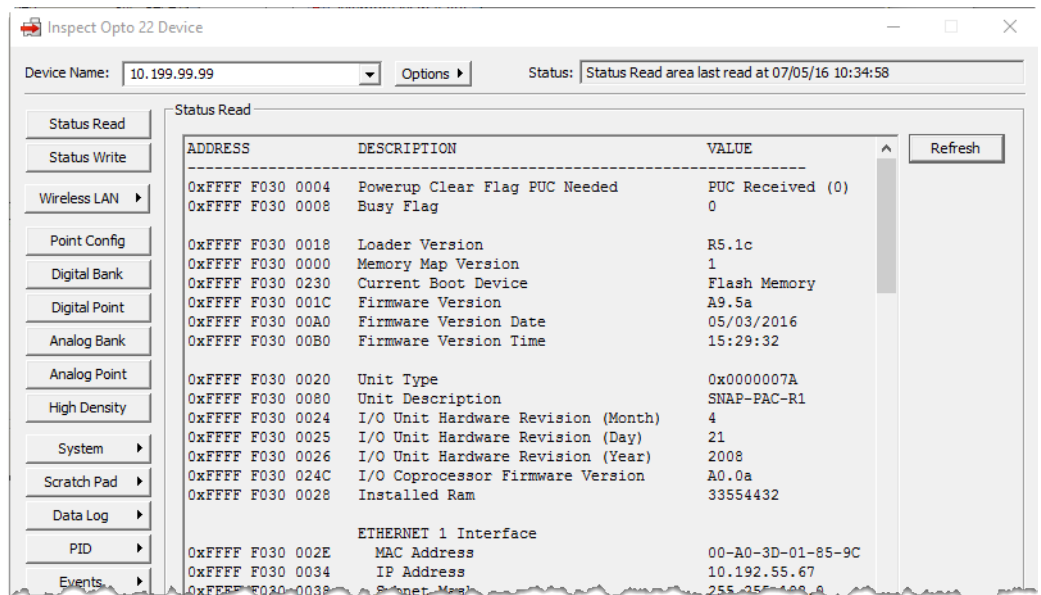 Inspect Opto 22 Device
Device Name: 10.199.99.99 Options Status: Status Read area last read at 07/05/16 10:34:58
Status Read
Status Write
Wireless LAN
Point Config
Digital Bank
Digital Point
Analog Bank
Analog Point
High Density
System
Scratch Pad
Data Log
PID
Events
Status Read
Refresh
ADDRESS DESCRIPTION VALUE
--------------------------------------------------------------------------------
0xFFFF F030 0004 Powerup Clear Flag PUC Needed PUC Received (0)
0xFFFF F030 0008 Busy Flag 0
0xFFFF F030 0018 Loader Version R5.1c
0xFFFF F030 0000 Memory Map Version 1
0xFFFF F030 0230 Current Boot Device Flash Memory
0xFFFF F030 001C Firmware Version A9.5a
0xFFFF F030 00A0 Firmware Version Date 05/03/2016
0xFFFF F030 00B0 Firmware Version Time 15:29:32
0xFFFF F030 0020 Unit Type 0x0000007A
0xFFFF F030 0080 Unit Description SNAP-PAC-R1
0xFFFF F030 0024 I/O Unit Hardware Revision (Month) 4
0xFFFF F030 0025 I/O Unit Hardware Revision (Day) 21
0xFFFF F030 0026 I/O Unit Hardware Revision (Year) 2008
0xFFFF F030 024C I/O Coprocessor Firmware Version A0.0a
0xFFFF F030 0028 Installed Ram 33554432
ETHERNET 1 Interface
0xFFFF F030 002E MAC Address 00-A0-3D-01-85-9C
0xFFFF F030 0034 IP Address 10.192.55.67
0xFFFF F030 0038 Subnet Mask